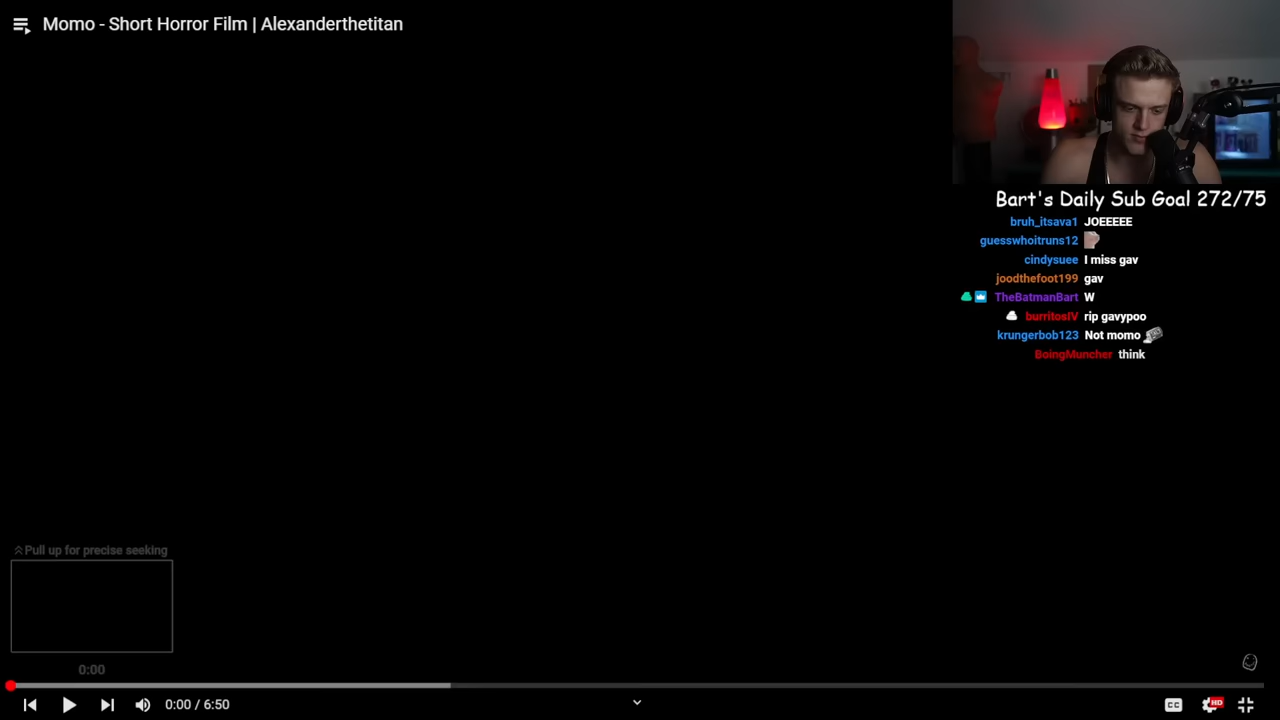 Momo - Short Horror Film | Alexanderthetitan
Bart's Daily Sub Goal 272/75
bruh_itsava1 JOEEEEE
guesswhoitruns12
cindysuee I miss gav
joodthefoot199 gav
TheBatmanBart W
burritosIV rip gavypoo
krungerbob123 Not momo
BoingMuncher think
Pull up for precise seeking
0:00
0:00 / 6:50
CC
HD